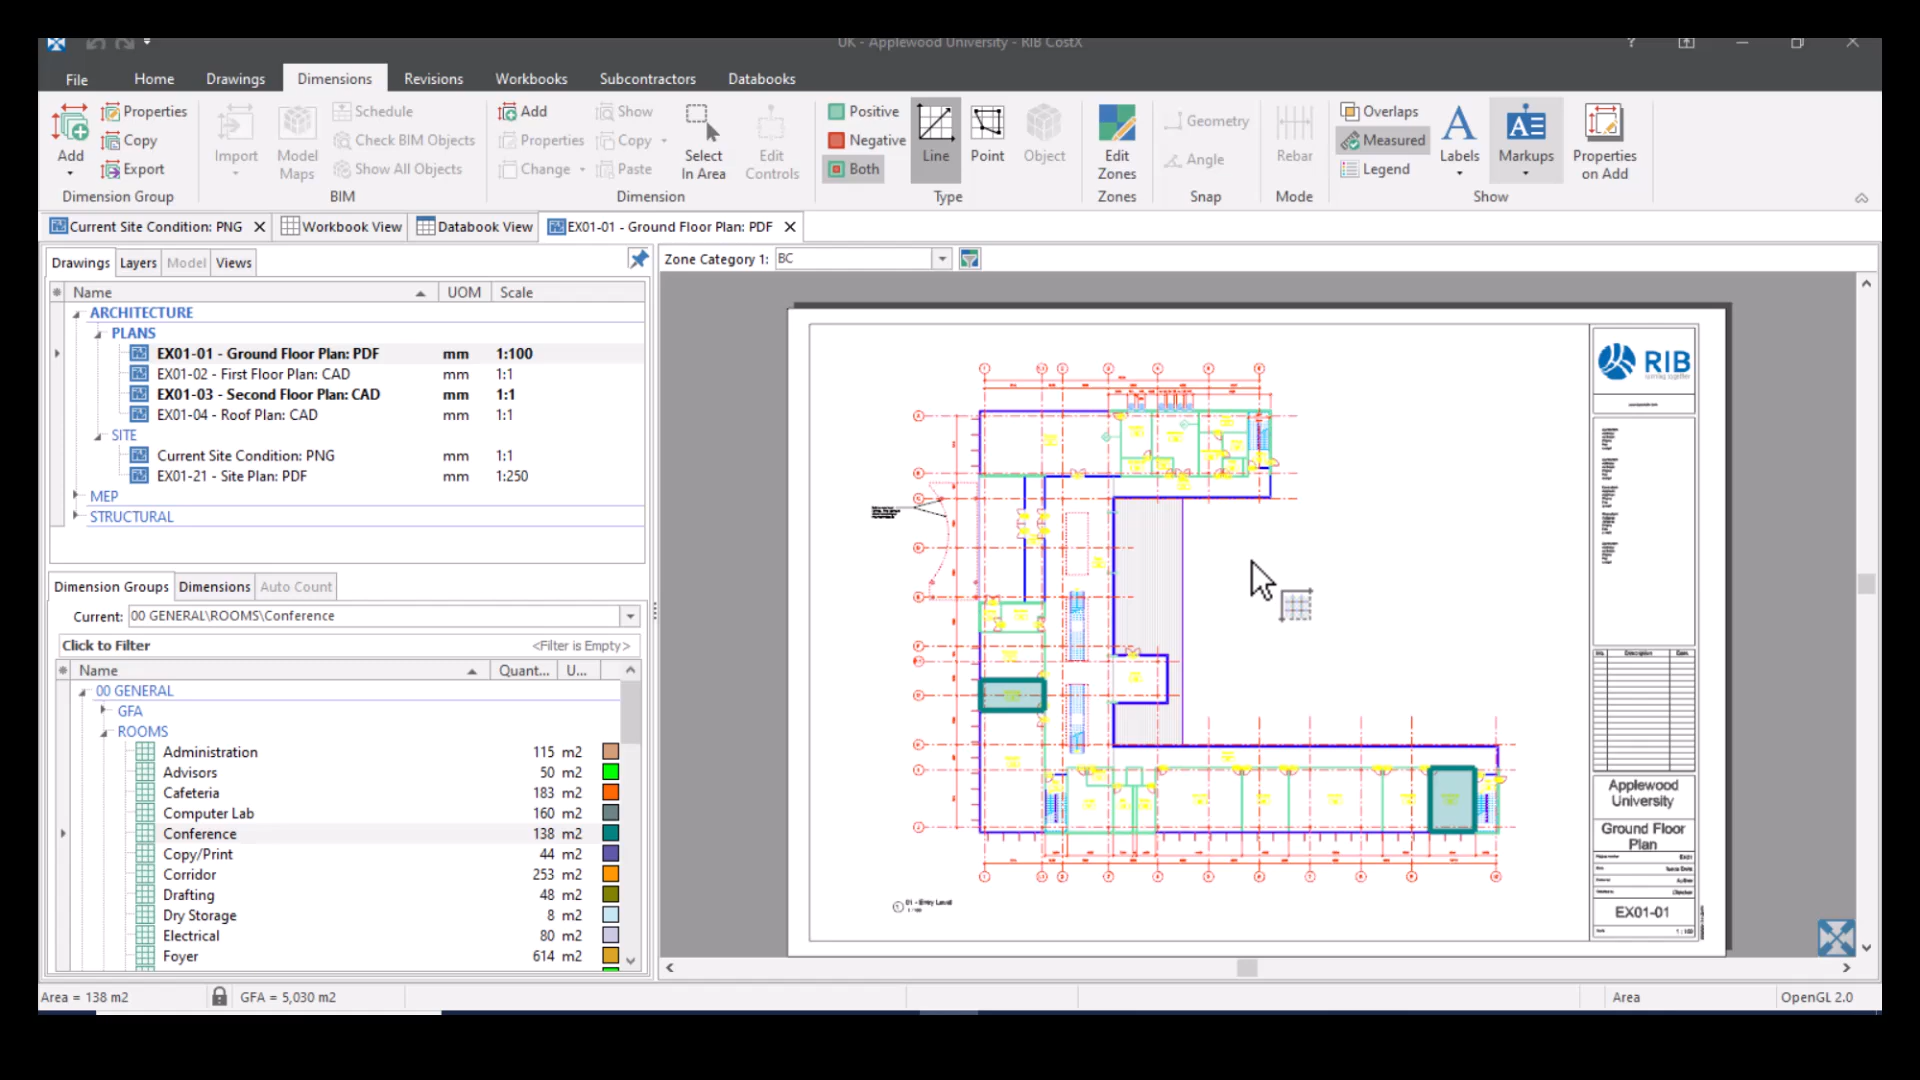 UK - Applewood University - RIB CostX
File Home Drawings Dimensions Revisions Workbooks Subcontractors Databooks
Add
Properties
Copy
Export
Dimension Group
Import
Model Maps
Schedule
Check BIM Objects
Show All Objects
BIM
Add
Properties
Change
Show
Copy
Paste
Select In Area
Edit Controls
Dimension
Positive
Negative
Both
Line
Point
Object
Type
Edit Zones
Zones
Geometry
Angle
Snap
Rebar
Mode
Overlaps
Measured
Legend
Labels
Markups
Properties on Add
Show
Current Site Condition: PNG
Workbook View
Databook View
EX01-01 - Ground Floor Plan: PDF
Drawings Layers Model Views
Zone Category 1: BC
Name UOM Scale
ARCHITECTURE
PLANS
EX01-01 - Ground Floor Plan: PDF mm 1:100
EX01-02 - First Floor Plan: CAD mm 1:1
EX01-03 - Second Floor Plan: CAD mm 1:1
EX01-04 - Roof Plan: CAD mm 1:1
SITE
Current Site Condition: PNG mm 1:1
EX01-21 - Site Plan: PDF mm 1:250
MEP
STRUCTURAL
Dimension Groups Dimensions Auto Count
Current: 00 GENERAL\ROOMS\Conference
Click to Filter <Filter is Empty>
Name Quant... U...
00 GENERAL
GFA
ROOMS
Administration 115 m2
Advisors 50 m2
Cafeteria 183 m2
Computer Lab 160 m2
Conference 138 m2
Copy/Print 44 m2
Corridor 253 m2
Drafting 48 m2
Dry Storage 8 m2
Electrical 80 m2
Foyer 614 m2
RIB
01 - Entry Level
Description
Date
Applewood
University
Ground Floor
Plan
EX01-01
Area = 138 m2
GFA = 5,030 m2
Area
OpenGL 2.0